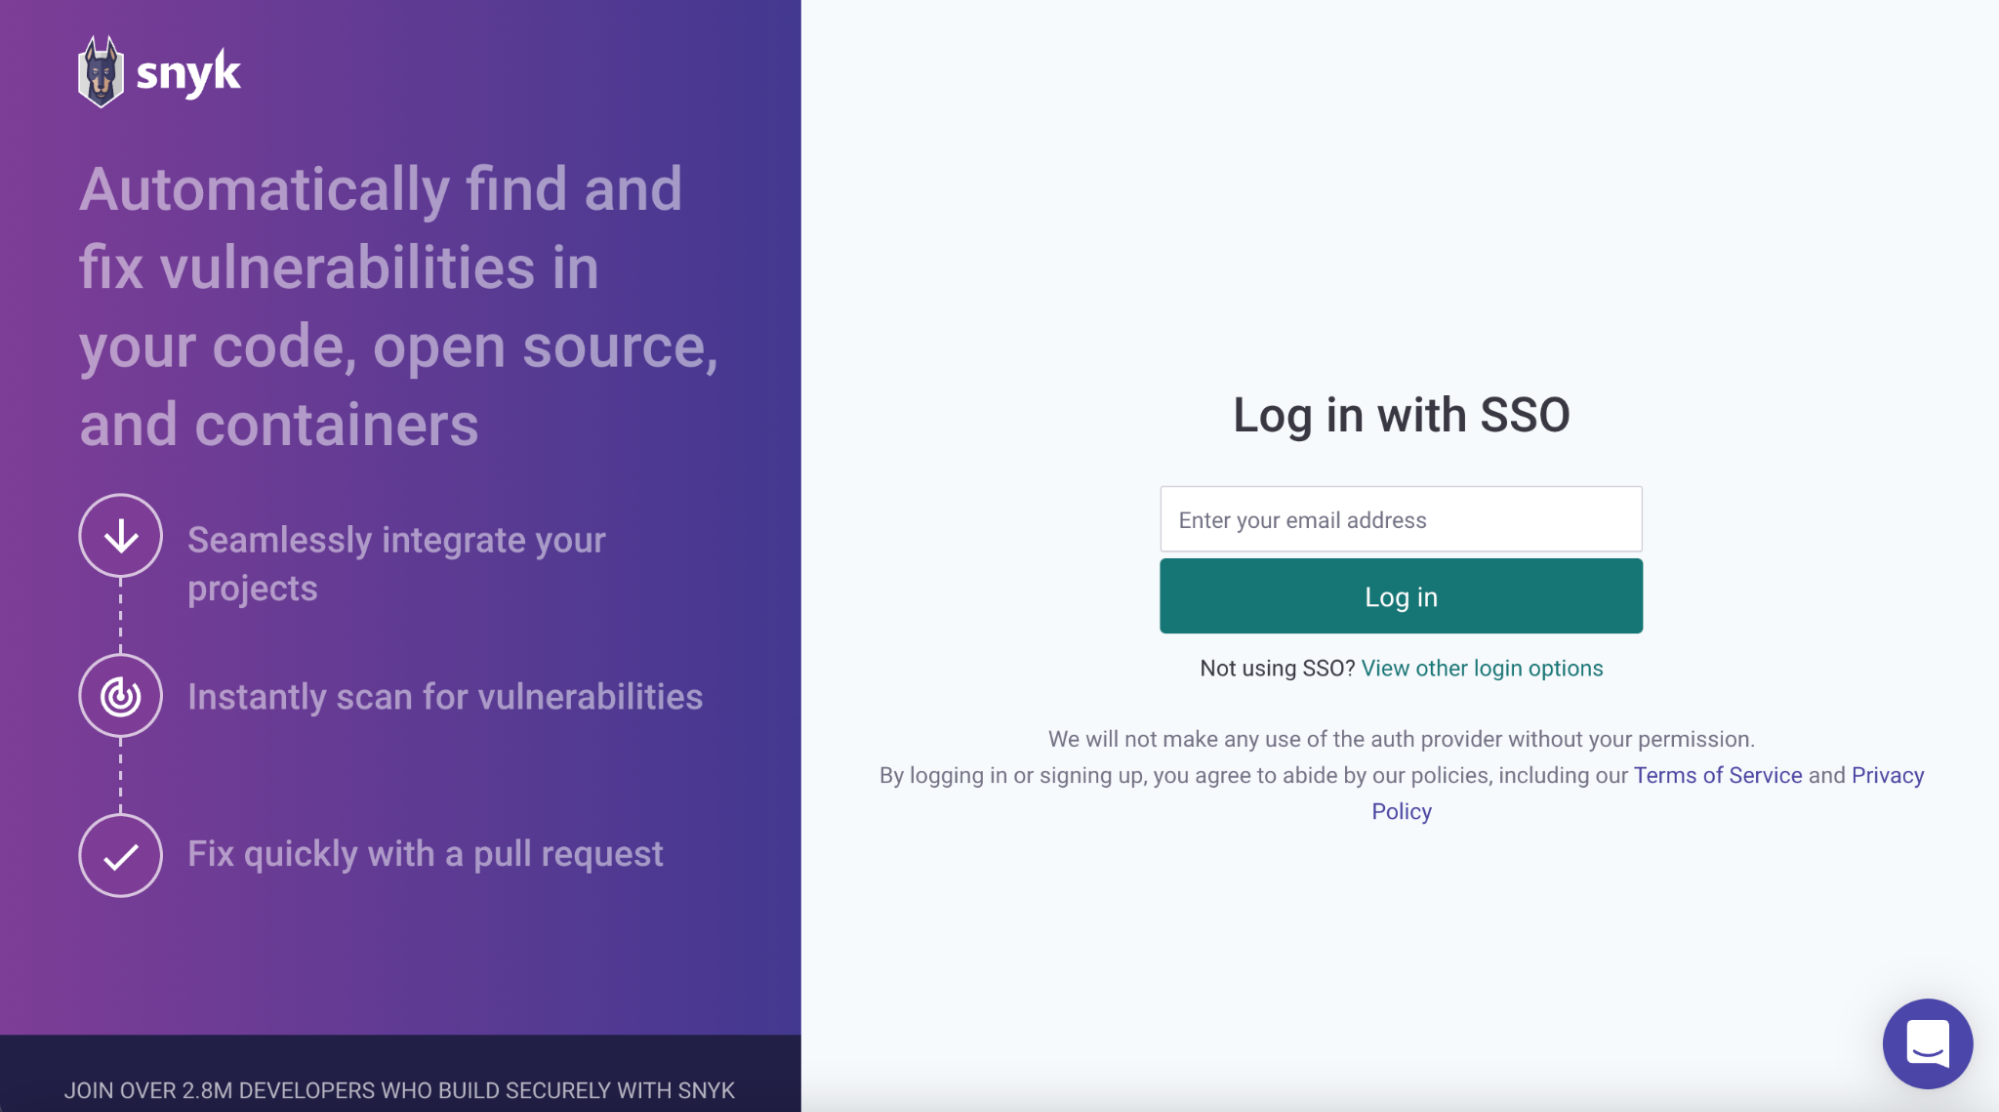 snyk
Automatically find and
fix vulnerabilities in
your code, open source,
and containers
Seamlessly integrate your
projects
Instantly scan for vulnerabilities
Fix quickly with a pull request
JOIN OVER 2.8M DEVELOPERS WHO BUILD SECURELY WITH SNYK
Log in with SSO
Enter your email address
Log in
Not using SSO? View other login options
We will not make any use of the auth provider without your permission.
By logging in or signing up, you agree to abide by our policies, including our Terms of Service and Privacy
Policy